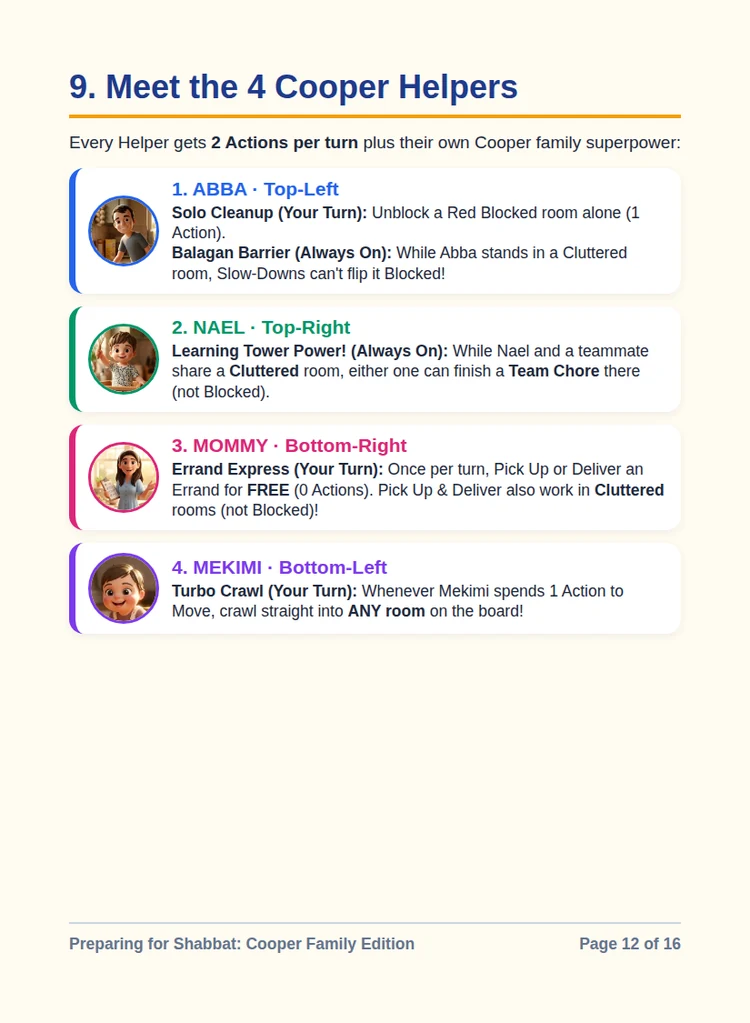 9. Meet the 4 Cooper Helpers
Every Helper gets 2 Actions per turn plus their own Cooper family superpower:
1. ABBA · Top-Left
Solo Cleanup (Your Turn): Unblock a Red Blocked room alone (1
Action).
Balagan Barrier (Always On): While Abba stands in a Cluttered
room, Slow-Downs can't flip it Blocked!
2. NAEL · Top-Right
Learning Tower Power! (Always On): While Nael and a teammate
share a Cluttered room, either one can finish a Team Chore there
(not Blocked).
3. MOMMY · Bottom-Right
Errand Express (Your Turn): Once per turn, Pick Up or Deliver an
Errand for FREE (0 Actions). Pick Up & Deliver also work in Cluttered
rooms (not Blocked)!
4. MEKIMI · Bottom-Left
Turbo Crawl (Your Turn): Whenever Mekimi spends 1 Action to
Move, crawl straight into ANY room on the board!
Preparing for Shabbat: Cooper Family Edition
Page 12 of 16